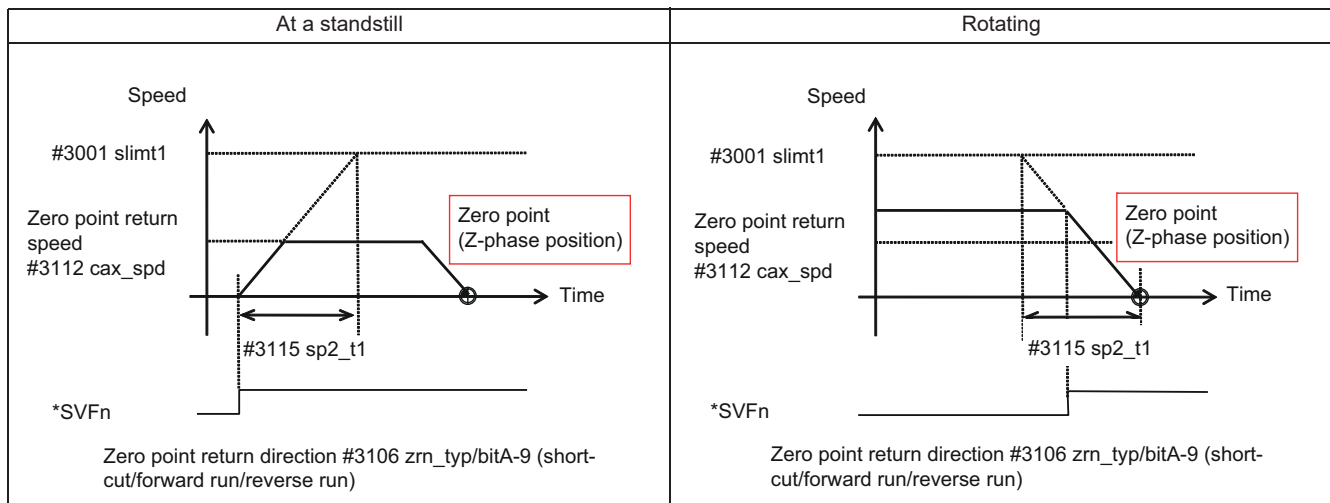 At a standstill
Speed
#3001 slimt1
Zero point return
speed
#3112 cax_spd
Zero point
(Z-phase position)
Time
#3115 sp2_t1
*SVFn
Zero point return direction #3106 zrn_typ/bitA-9 (short-
cut/forward run/reverse run)
Rotating
Speed
#3001 slimt1
Zero point return
speed
#3112 cax_spd
Zero point
(Z-phase position)
Time
#3115 sp2_t1
*SVFn
Zero point return direction #3106 zrn_typ/bitA-9 (short-
cut/forward run/reverse run)